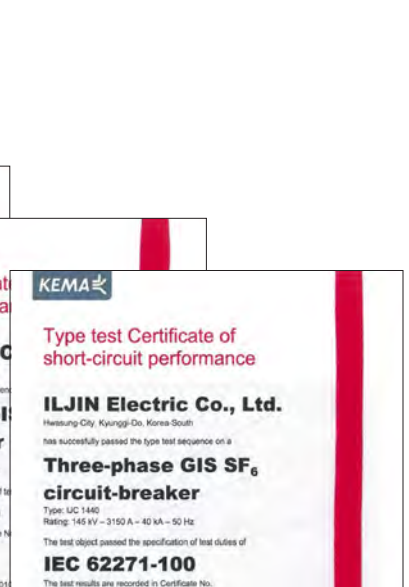 KEMA
Type test Certificate of
short-circuit performance
ILJIN Electric Co., Ltd.
Hwasung-City, Kyunggi-Do, Korea-South
has succesfully passed the type test sequence on a
Three-phase GIS SF₆
circuit-breaker
Type: IJC 1440
Rating: 145 kV – 3150 A – 40 kA – 50 Hz
The test object passed the specification of test duties of
IEC 62271-100
The test results are recorded in Certificate No.